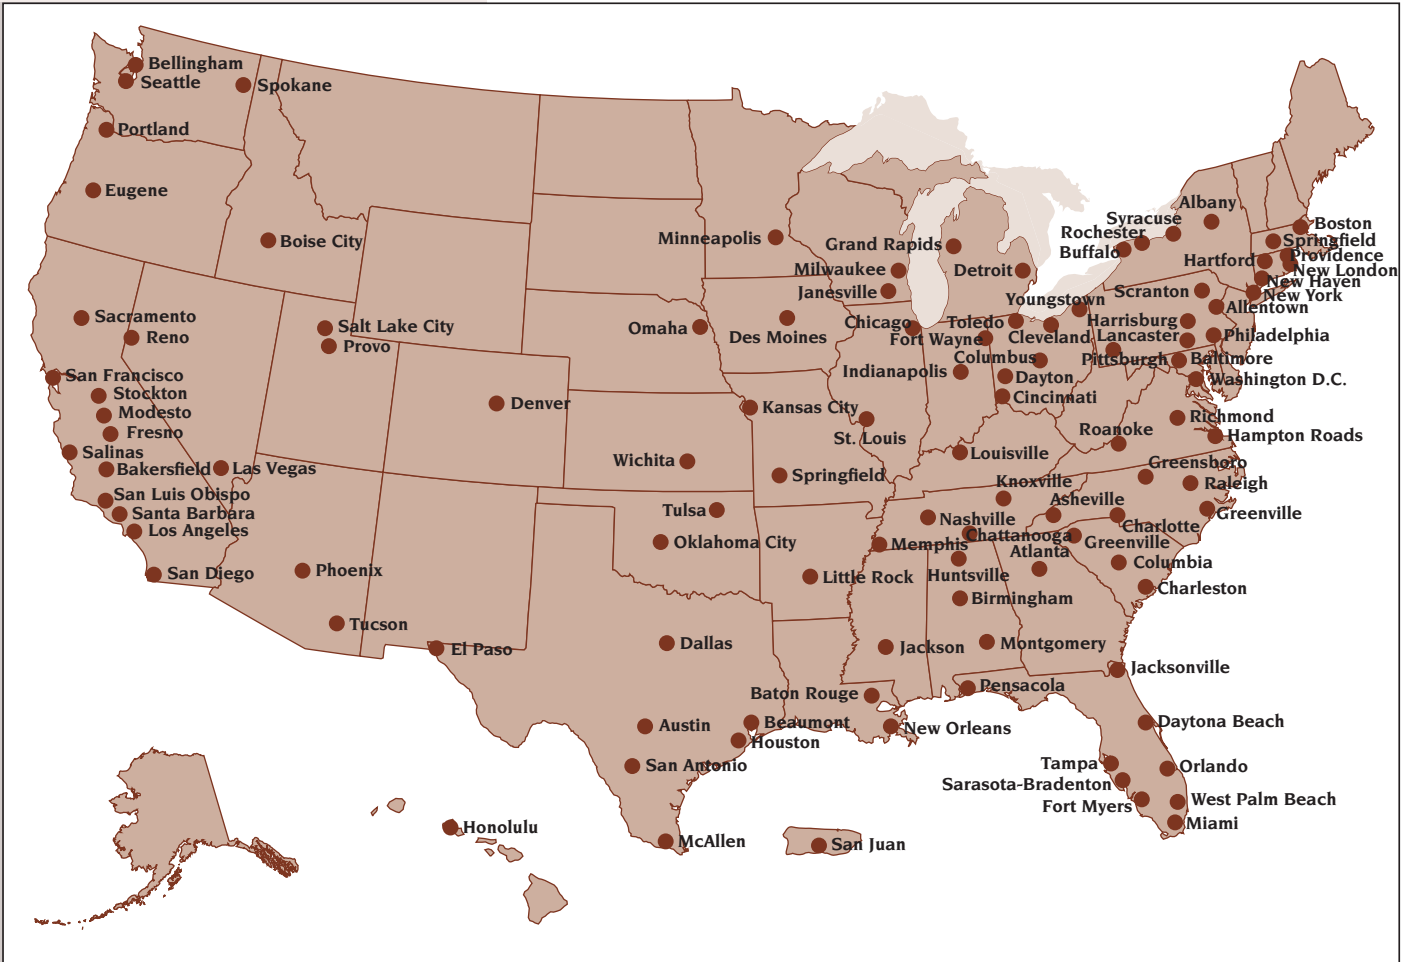 Bellingham
Seattle
Spokane
Portland
Eugene
Boise City
Sacramento
Reno
Salt Lake City
Provo
San Francisco
Stockton
Modesto
Fresno
Salinas
Bakersfield
Las Vegas
San Luis Obispo
Santa Barbara
Los Angeles
San Diego
Phoenix
Tucson
El Paso
Denver
Minneapolis
Omaha
Des Moines
Kansas City
St. Louis
Wichita
Springfield
Tulsa
Oklahoma City
Little Rock
Dallas
Austin
Beaumont
Houston
San Antonio
McAllen
Baton Rouge
New Orleans
Jackson
Grand Rapids
Milwaukee
Detroit
Janesville
Chicago
Fort Wayne
Toledo
Cleveland
Youngstown
Columbus
Indianapolis
Dayton
Cincinnati
Louisville
Knoxville
Asheville
Nashville
Memphis
Chattanooga
Huntsville
Atlanta
Birmingham
Montgomery
Pensacola
Albany
Syracuse
Rochester
Buffalo
Boston
Springfield
Providence
Hartford
New London
New Haven
New York
Scranton
Allentown
Harrisburg
Lancaster
Philadelphia
Pittsburgh
Baltimore
Washington D.C.
Richmond
Roanoke
Hampton Roads
Greensboro
Raleigh
Greenville
Charlotte
Greenville
Columbia
Charleston
Jacksonville
Daytona Beach
Tampa
Orlando
Sarasota-Bradenton
Fort Myers
West Palm Beach
Miami
Honolulu
San Juan